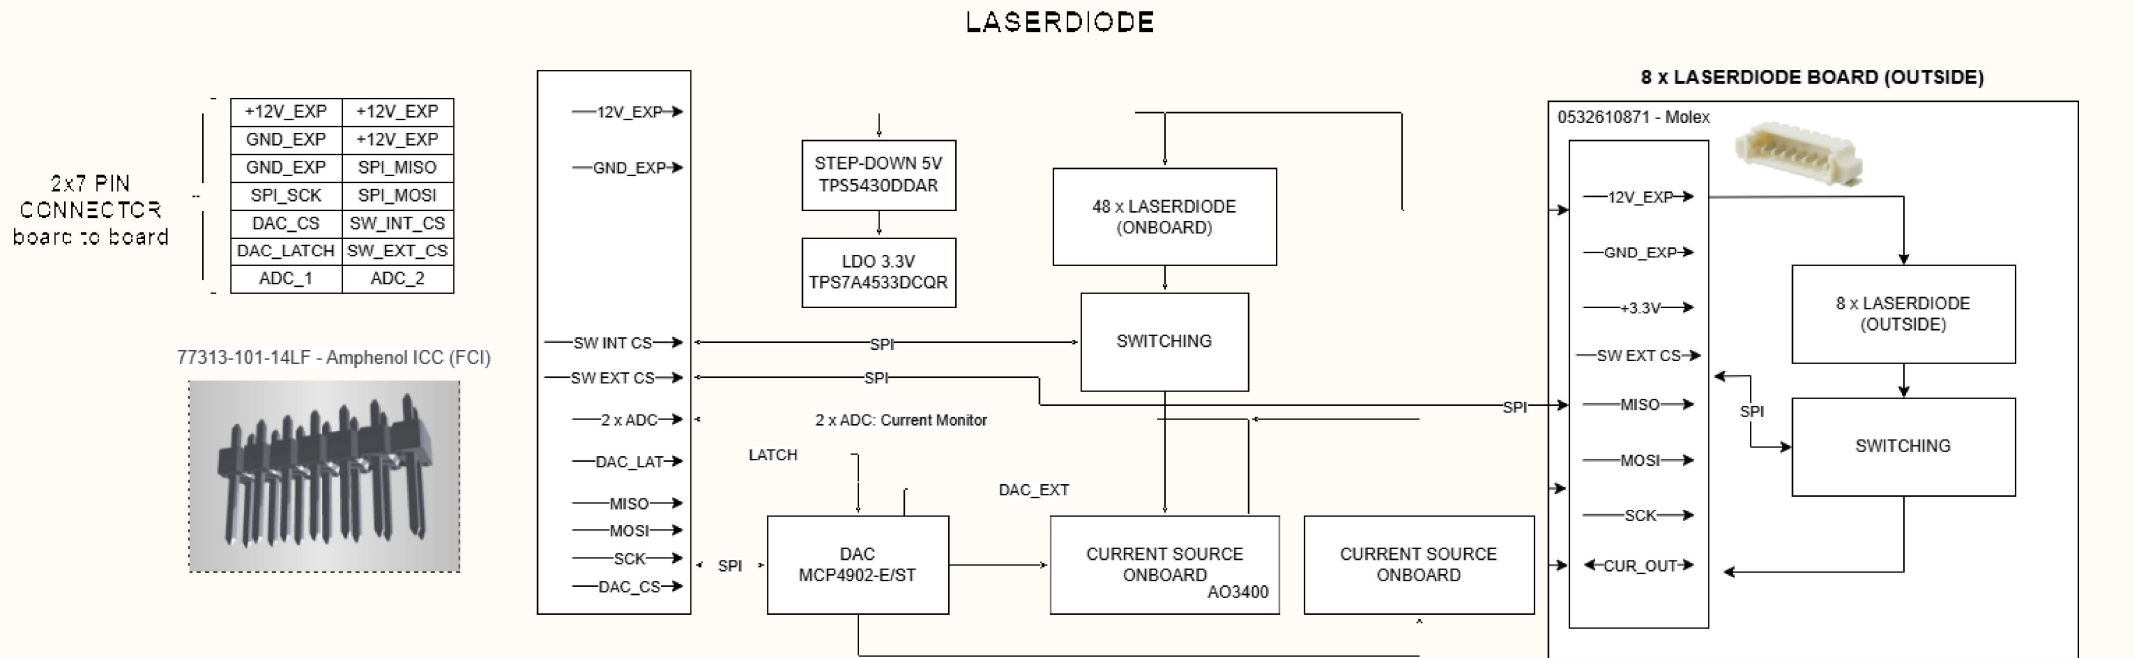 LASERDIODE
2x7 PIN
CONNECTOR
board to board
+12V_EXP +12V_EXP
GND_EXP +12V_EXP
GND_EXP SPI_MISO
SPI_SCK SPI_MOSI
DAC_CS SW_INT_CS
DAC_LATCH SW_EXT_CS
ADC_1 ADC_2
77313-101-14LF - Amphenol ICC (FCI)
12V_EXP
GND_EXP
SW INT CS
SW EXT CS
2 x ADC
DAC_LAT
MISO
MOSI
SCK
DAC_CS
STEP-DOWN 5V
TPS5430DDAR
LDO 3.3V
TPS7A4533DCQR
48 x LASERDIODE
(ONBOARD)
SWITCHING
SPI
SPI
SPI
2 x ADC: Current Monitor
LATCH
DAC_EXT
SPI
DAC
MCP4902-E/ST
CURRENT SOURCE
ONBOARD
AO3400
CURRENT SOURCE
ONBOARD
8 x LASERDIODE BOARD (OUTSIDE)
0532610871 - Molex
12V_EXP
GND_EXP
+3.3V
SW EXT CS
MISO
MOSI
SCK
CUR_OUT
8 x LASERDIODE
(OUTSIDE)
SPI
SWITCHING